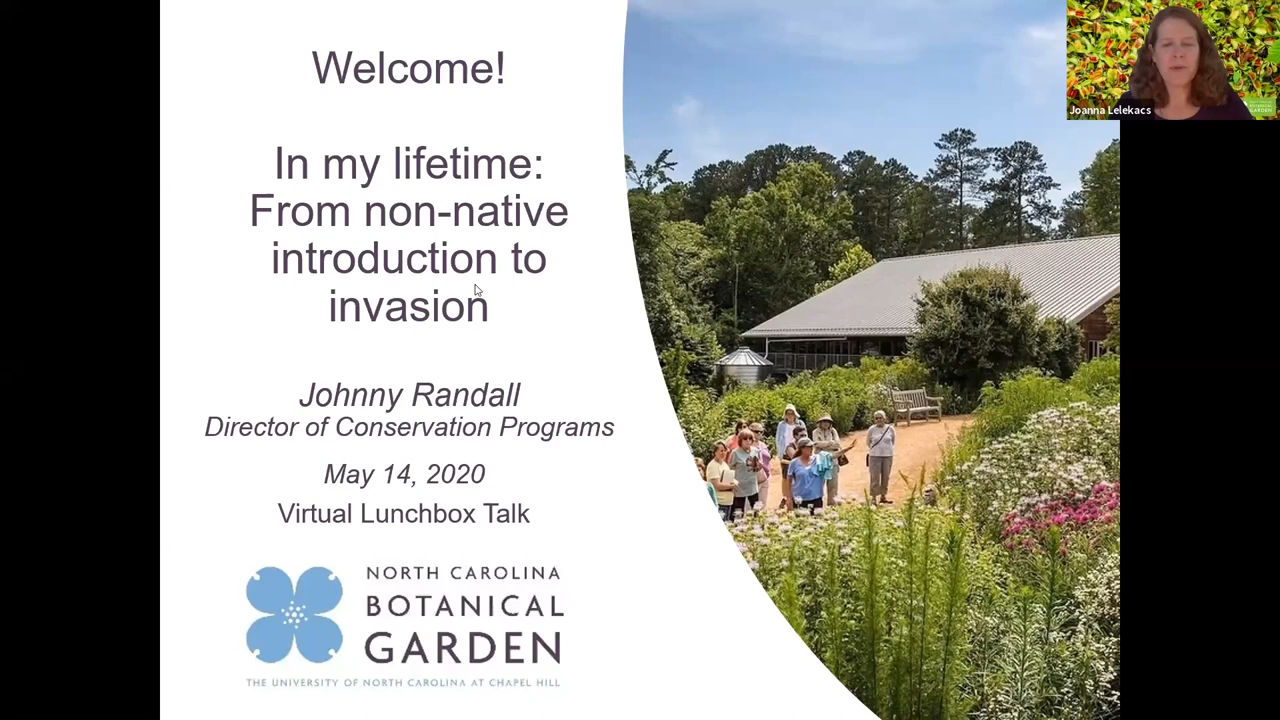 Welcome!
In my lifetime:
From non-native
introduction to
invasion
Johnny Randall
Director of Conservation Programs
May 14, 2020
Virtual Lunchbox Talk
NORTH CAROLINA
BOTANICAL
GARDEN
THE UNIVERSITY OF NORTH CAROLINA AT CHAPEL HILL
Joanna Lelekacs